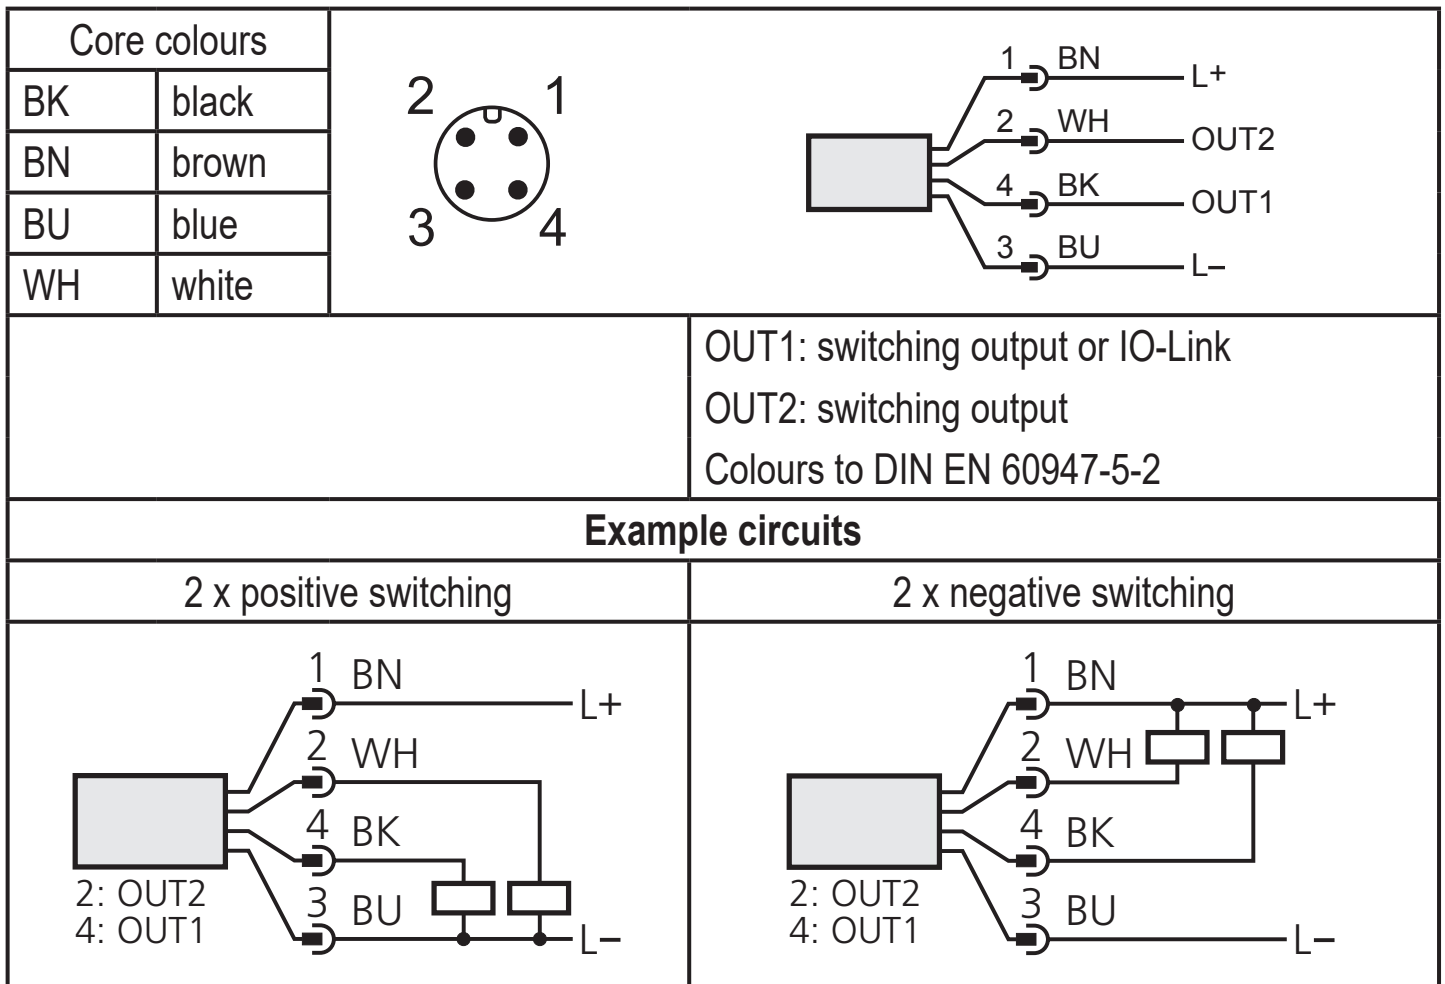 Core colours
BK black
BN brown
BU blue
WH white
2 1
3 4
1 BN L+
2 WH OUT2
4 BK OUT1
3 BU L–
OUT1: switching output or IO-Link
OUT2: switching output
Colours to DIN EN 60947-5-2
Example circuits
2 x positive switching
2 x negative switching
1 BN L+
2 WH
4 BK
3 BU L–
2: OUT2
4: OUT1
1 BN L+
2 WH
4 BK
3 BU L–
2: OUT2
4: OUT1